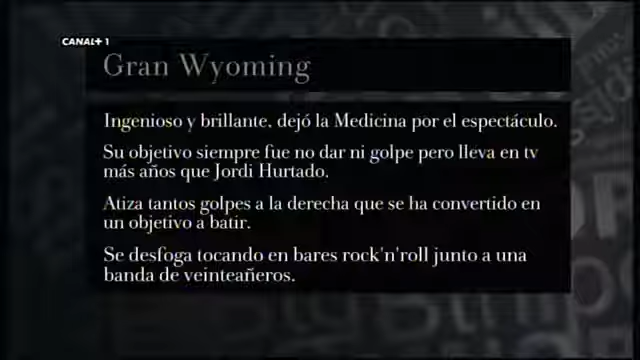 CANAL+ 1
Gran Wyoming
Ingenioso y brillante, dejó la Medicina por el espectáculo.
Su objetivo siempre fue no dar ni golpe pero lleva en tv
más años que Jordi Hurtado.
Atiza tantos golpes a la derecha que se ha convertido en
un objetivo a batir.
Se desfoga tocando en bares rock'n'roll junto a una
banda de veinteañeros.